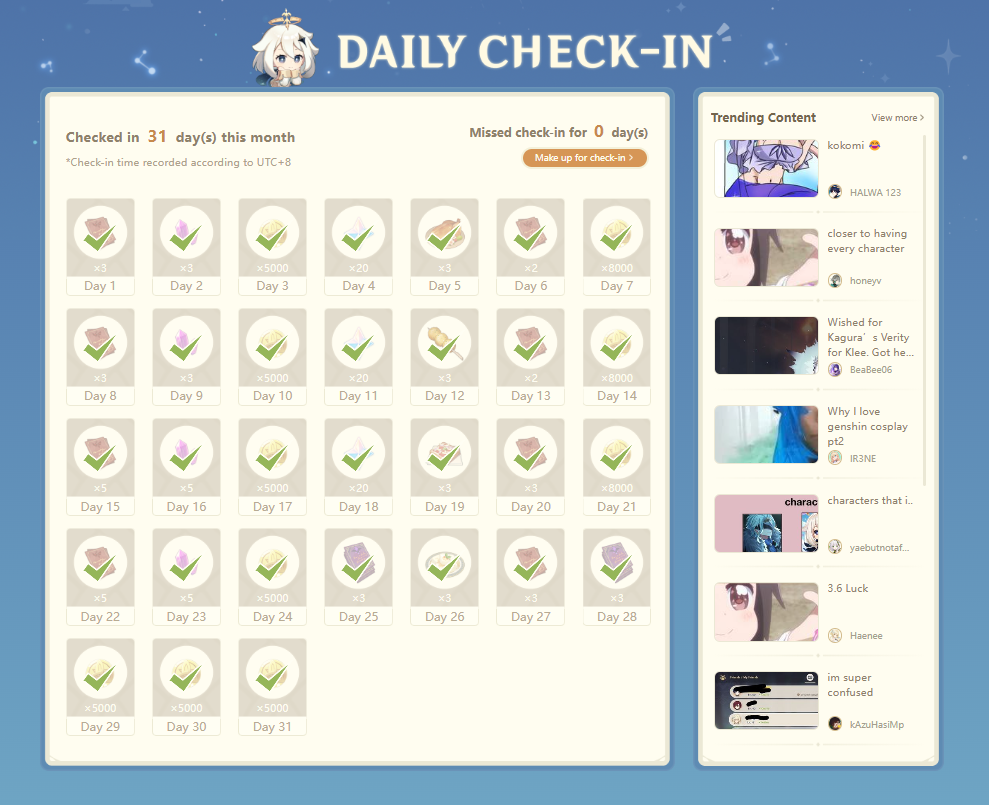 DAILY CHECK-IN
Checked in 31 day(s) this month
*Check-in time recorded according to UTC+8
Missed check-in for 0 day(s)
Make up for check-in >
×3
×3
×5000
×20
×3
×2
×8000
Day 1
Day 2
Day 3
Day 4
Day 5
Day 6
Day 7
×3
×3
×5000
×20
×3
×2
×8000
Day 8
Day 9
Day 10
Day 11
Day 12
Day 13
Day 14
×5
×5
×5000
×20
×3
×3
×8000
Day 15
Day 16
Day 17
Day 18
Day 19
Day 20
Day 21
×5
×5
×5000
×3
×3
×3
×3
Day 22
Day 23
Day 24
Day 25
Day 26
Day 27
Day 28
×5000
×5000
×5000
Day 29
Day 30
Day 31
Trending Content
View more >
kokomi 😂
HALWA 123
closer to having
every character
honeyv
Wished for
Kagura’s Verity
for Klee. Got he...
BeaBee06
Why I love
genshin cosplay
pt2
IR3NE
charac
characters that i..
yaebutnotaf...
3.6 Luck
Haenee
im super
confused
kAzuHasiMp